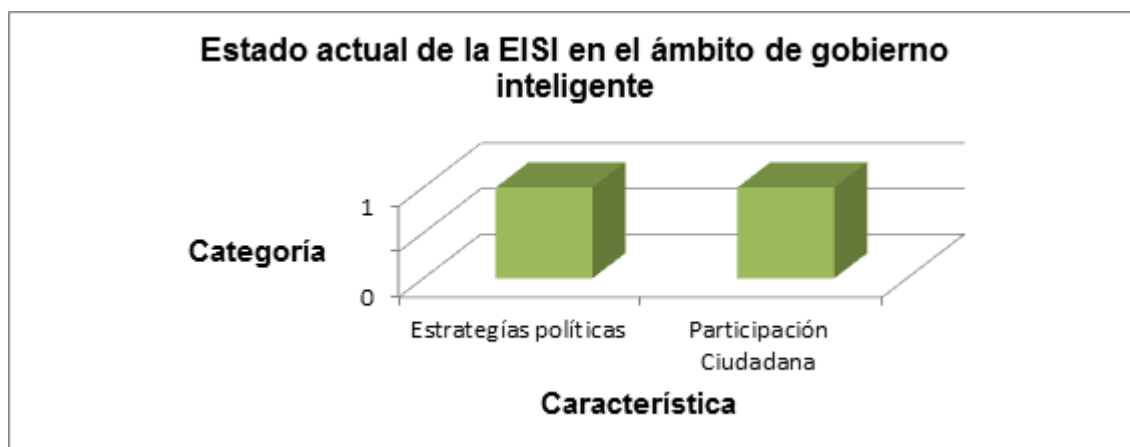 Estado actual de la EISI en el ámbito de gobierno
inteligente
1
Categoría
0
Estrategías políticas
Participación
Ciudadana
Característica